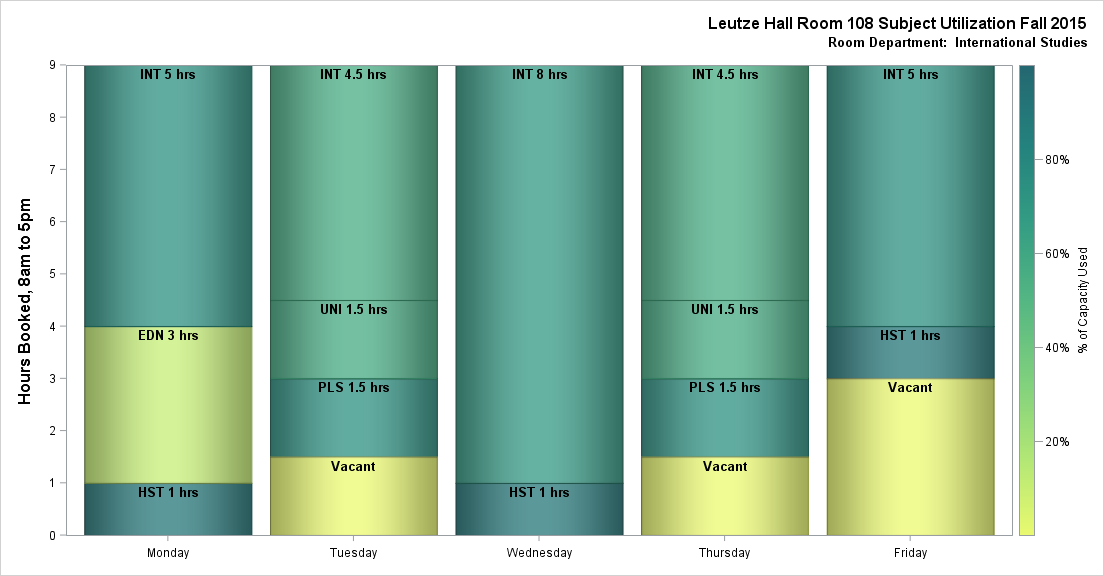 Leutze Hall Room 108 Subject Utilization Fall 2015
Room Department: International Studies
Hours Booked, 8am to 5pm
9
8
7
6
5
4
3
2
1
0
INT 5 hrs
EDN 3 hrs
HST 1 hrs
Monday
INT 4.5 hrs
UNI 1.5 hrs
PLS 1.5 hrs
Vacant
Tuesday
INT 8 hrs
HST 1 hrs
Wednesday
INT 4.5 hrs
UNI 1.5 hrs
PLS 1.5 hrs
Vacant
Thursday
INT 5 hrs
HST 1 hrs
Vacant
Friday
80%
60%
40%
20%
% of Capacity Used